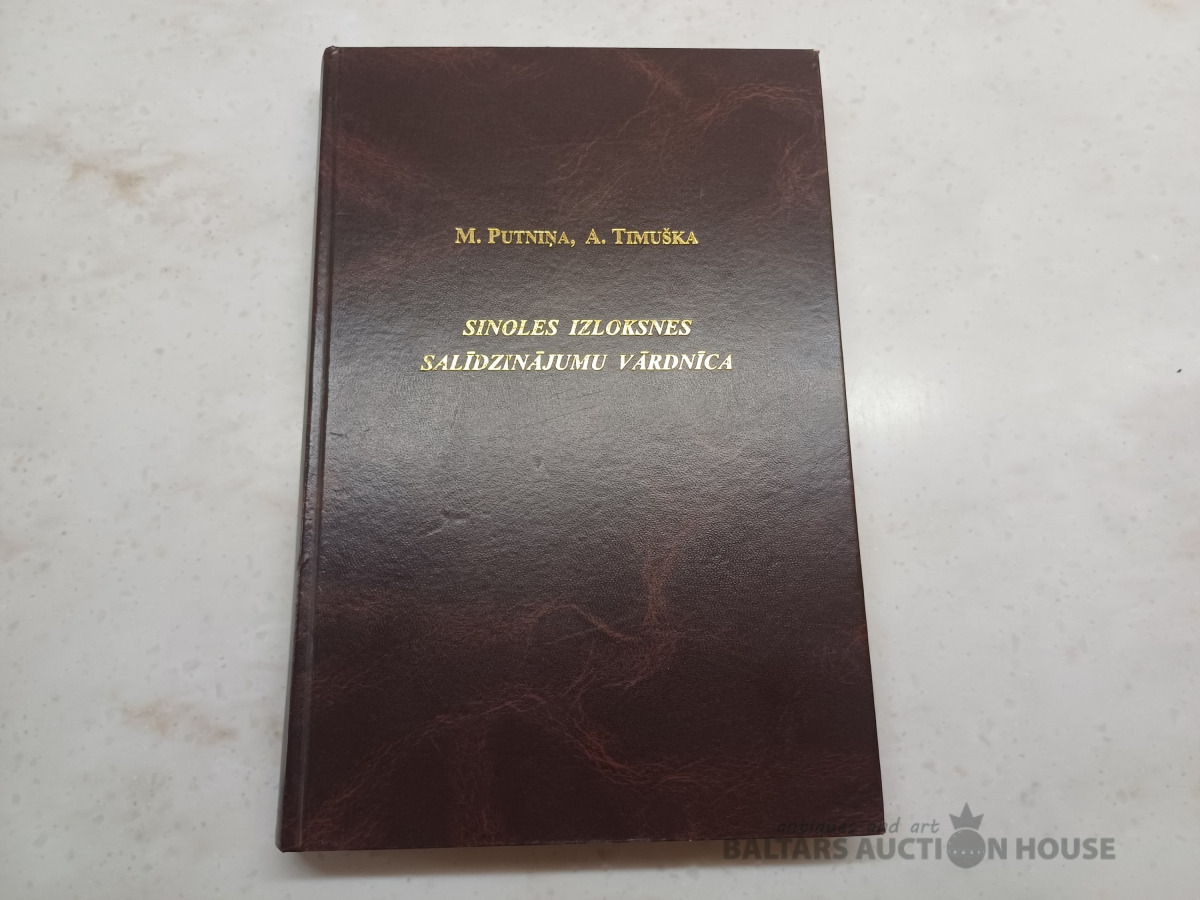 M. PUTNIŅA, A. TIMUŠKA
SINOLES IZLOKSNES
SALĪDZINĀJUMU VĀRDNĪCA
antiques and art
BALTARS AUCTION HOUSE